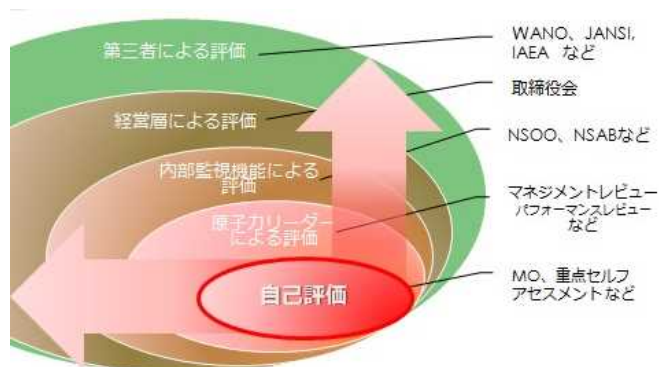 第三者による評価
WANO、JANSI,
IAEA など
取締役会
経営層による評価
NSOO、NSABなど
内部監視機能による
評価
マネジメントレビュー
パフォーマンスレビュー
など
原子力リーダー
による評価
自己評価
MO、重点セルフ
アセスメントなど